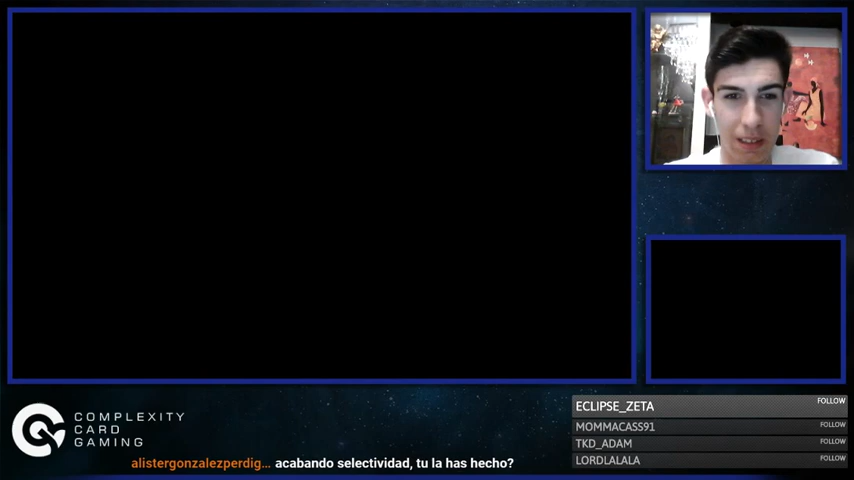 COMPLEXITY
CARD
GAMING
alistergonzalezperdig... acabando selectividad, tu la has hecho?
ECLIPSE_ZETA FOLLOW
MOMMACASS91 FOLLOW
TKD_ADAM FOLLOW
LORDLALALA FOLLOW